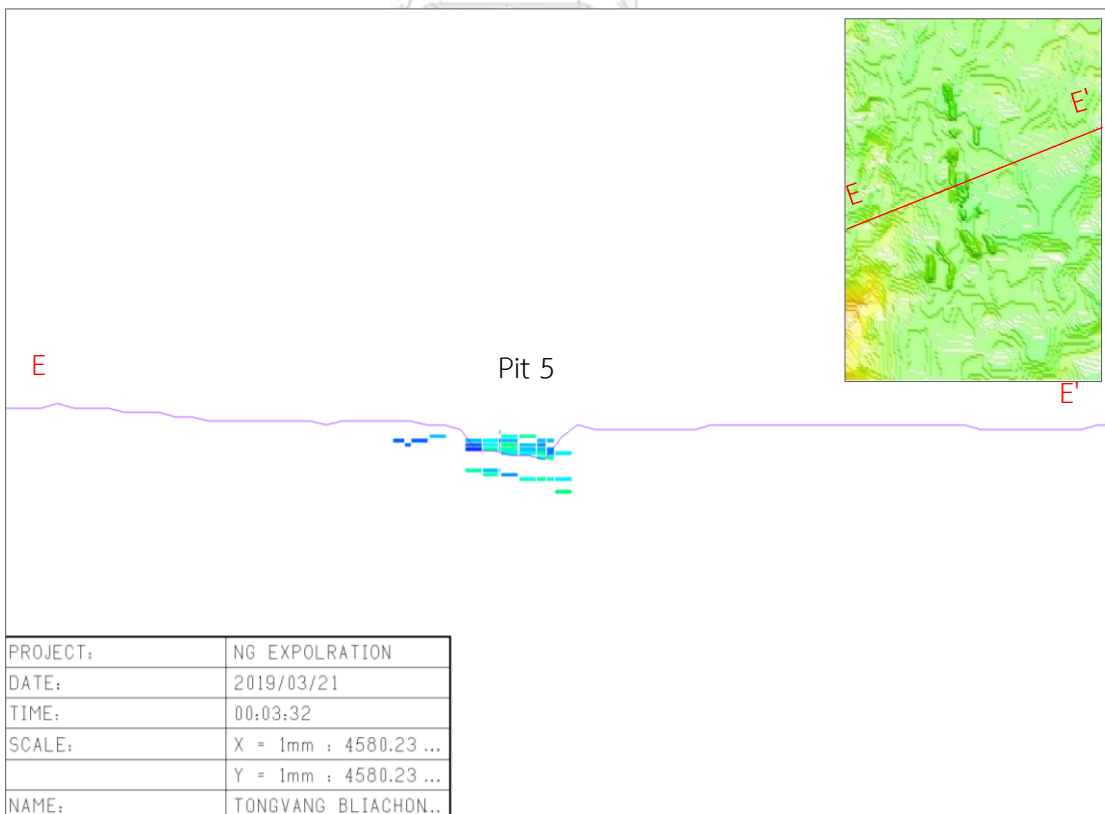 E'
E
E
Pit 5
E'
PROJECT: NG EXPOLRATION
DATE: 2019/03/21
TIME: 00:03:32
SCALE: X = 1mm : 4580.23 ...
Y = 1mm : 4580.23 ...
NAME: TONGVANG BLIACHON..